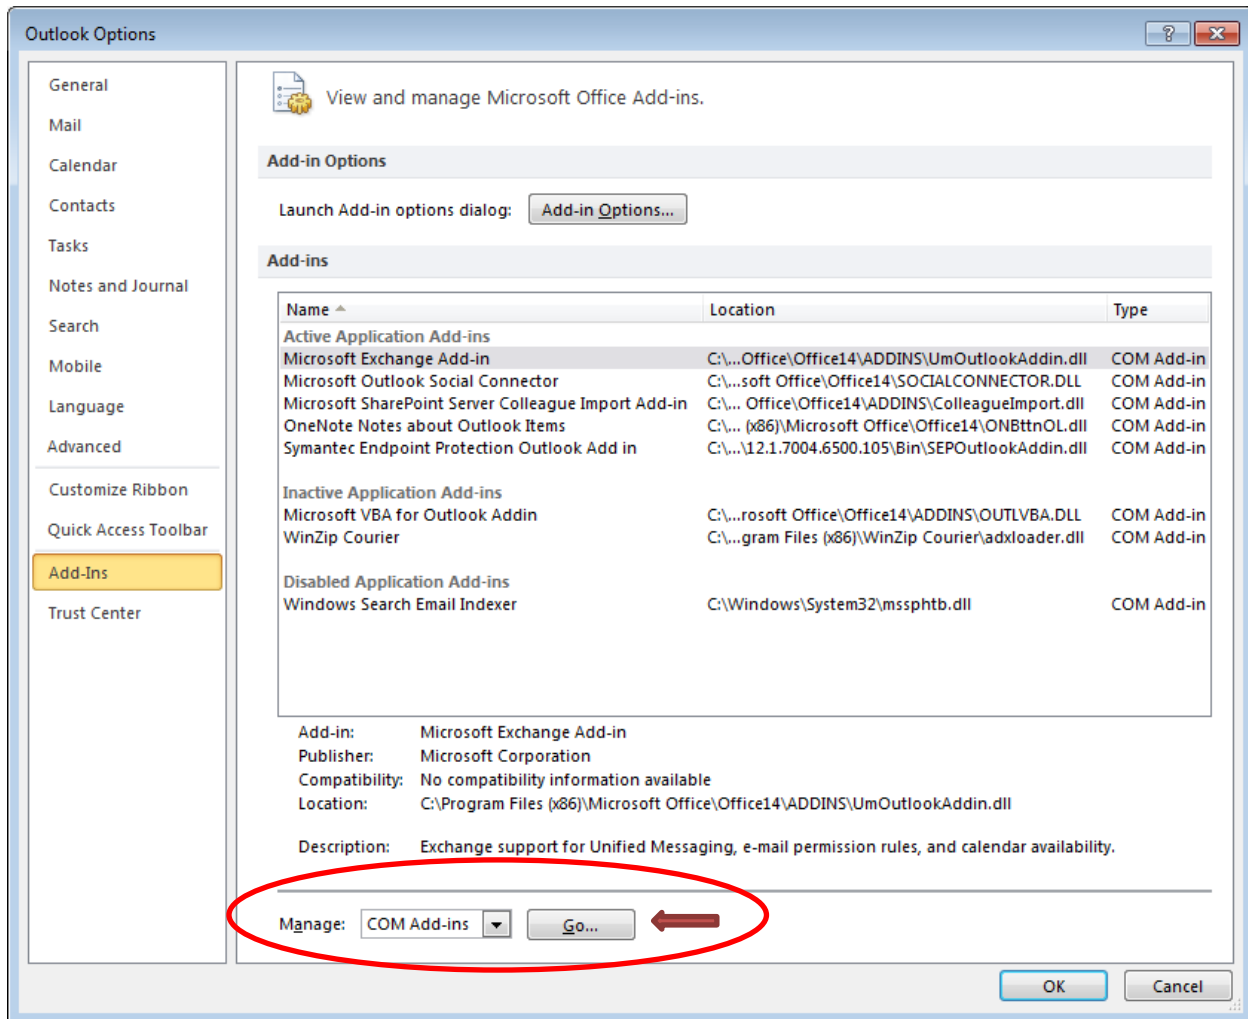 Outlook Options
General
Mail
Calendar
Contacts
Tasks
Notes and Journal
Search
Mobile
Language
Advanced
Customize Ribbon
Quick Access Toolbar
Add-Ins
Trust Center
View and manage Microsoft Office Add-ins.
Add-in Options
Launch Add-in options dialog: Add-in Options...
Add-ins
Name Location Type
Active Application Add-ins
Microsoft Exchange Add-in C:\...Office\Office14\ADDINS\UmOutlookAddin.dll COM Add-in
Microsoft Outlook Social Connector C:\...soft Office\Office14\SOCIALCONNECTOR.DLL COM Add-in
Microsoft SharePoint Server Colleague Import Add-in C:\... Office\Office14\ADDINS\ColleagueImport.dll COM Add-in
OneNote Notes about Outlook Items C:\... (x86)\Microsoft Office\Office14\ONBttnOL.dll COM Add-in
Symantec Endpoint Protection Outlook Add in C:\...\12.1.7004.6500.105\Bin\SEPOutlookAddin.dll COM Add-in
Inactive Application Add-ins
Microsoft VBA for Outlook Addin C:\...rosoft Office\Office14\ADDINS\OUTLVBA.DLL COM Add-in
WinZip Courier C:\...gram Files (x86)\WinZip Courier\adxloader.dll COM Add-in
Disabled Application Add-ins
Windows Search Email Indexer C:\Windows\System32\mssphtb.dll COM Add-in
Add-in: Microsoft Exchange Add-in
Publisher: Microsoft Corporation
Compatibility: No compatibility information available
Location: C:\Program Files (x86)\Microsoft Office\Office14\ADDINS\UmOutlookAddin.dll
Description: Exchange support for Unified Messaging, e-mail permission rules, and calendar availability.
Manage: COM Add-ins Go...
OK Cancel